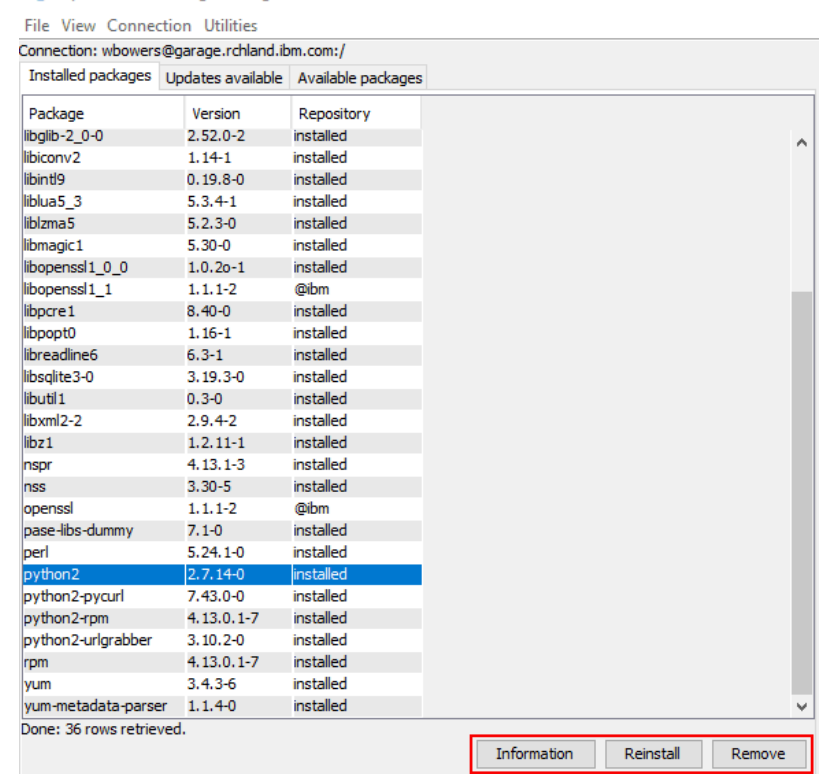 File View Connection Utilities
Connection: wbowers@garage.rchland.ibm.com:/
Installed packages Updates available Available packages
Package Version Repository
libglib-2_0-0 2.52.0-2 installed
libiconv2 1.14-1 installed
libintl9 0.19.8-0 installed
liblua5_3 5.3.4-1 installed
liblzma5 5.2.3-0 installed
libmagic1 5.30-0 installed
libopenssl1_0_0 1.0.2o-1 installed
libopenssl1_1 1.1.1-2 @ibm
libpcre1 8.40-0 installed
libpopt0 1.16-1 installed
libreadline6 6.3-1 installed
libsqlite3-0 3.19.3-0 installed
libutil1 0.3-0 installed
libxml2-2 2.9.4-2 installed
libz1 1.2.11-1 installed
nspr 4.13.1-3 installed
nss 3.30-5 installed
openssl 1.1.1-2 @ibm
pase-libs-dummy 7.1-0 installed
perl 5.24.1-0 installed
python2 2.7.14-0 installed
python2-pycurl 7.43.0-0 installed
python2-rpm 4.13.0.1-7 installed
python2-urlgrabber 3.10.2-0 installed
rpm 4.13.0.1-7 installed
yum 3.4.3-6 installed
yum-metadata-parser 1.1.4-0 installed
Done: 36 rows retrieved.
Information Reinstall Remove